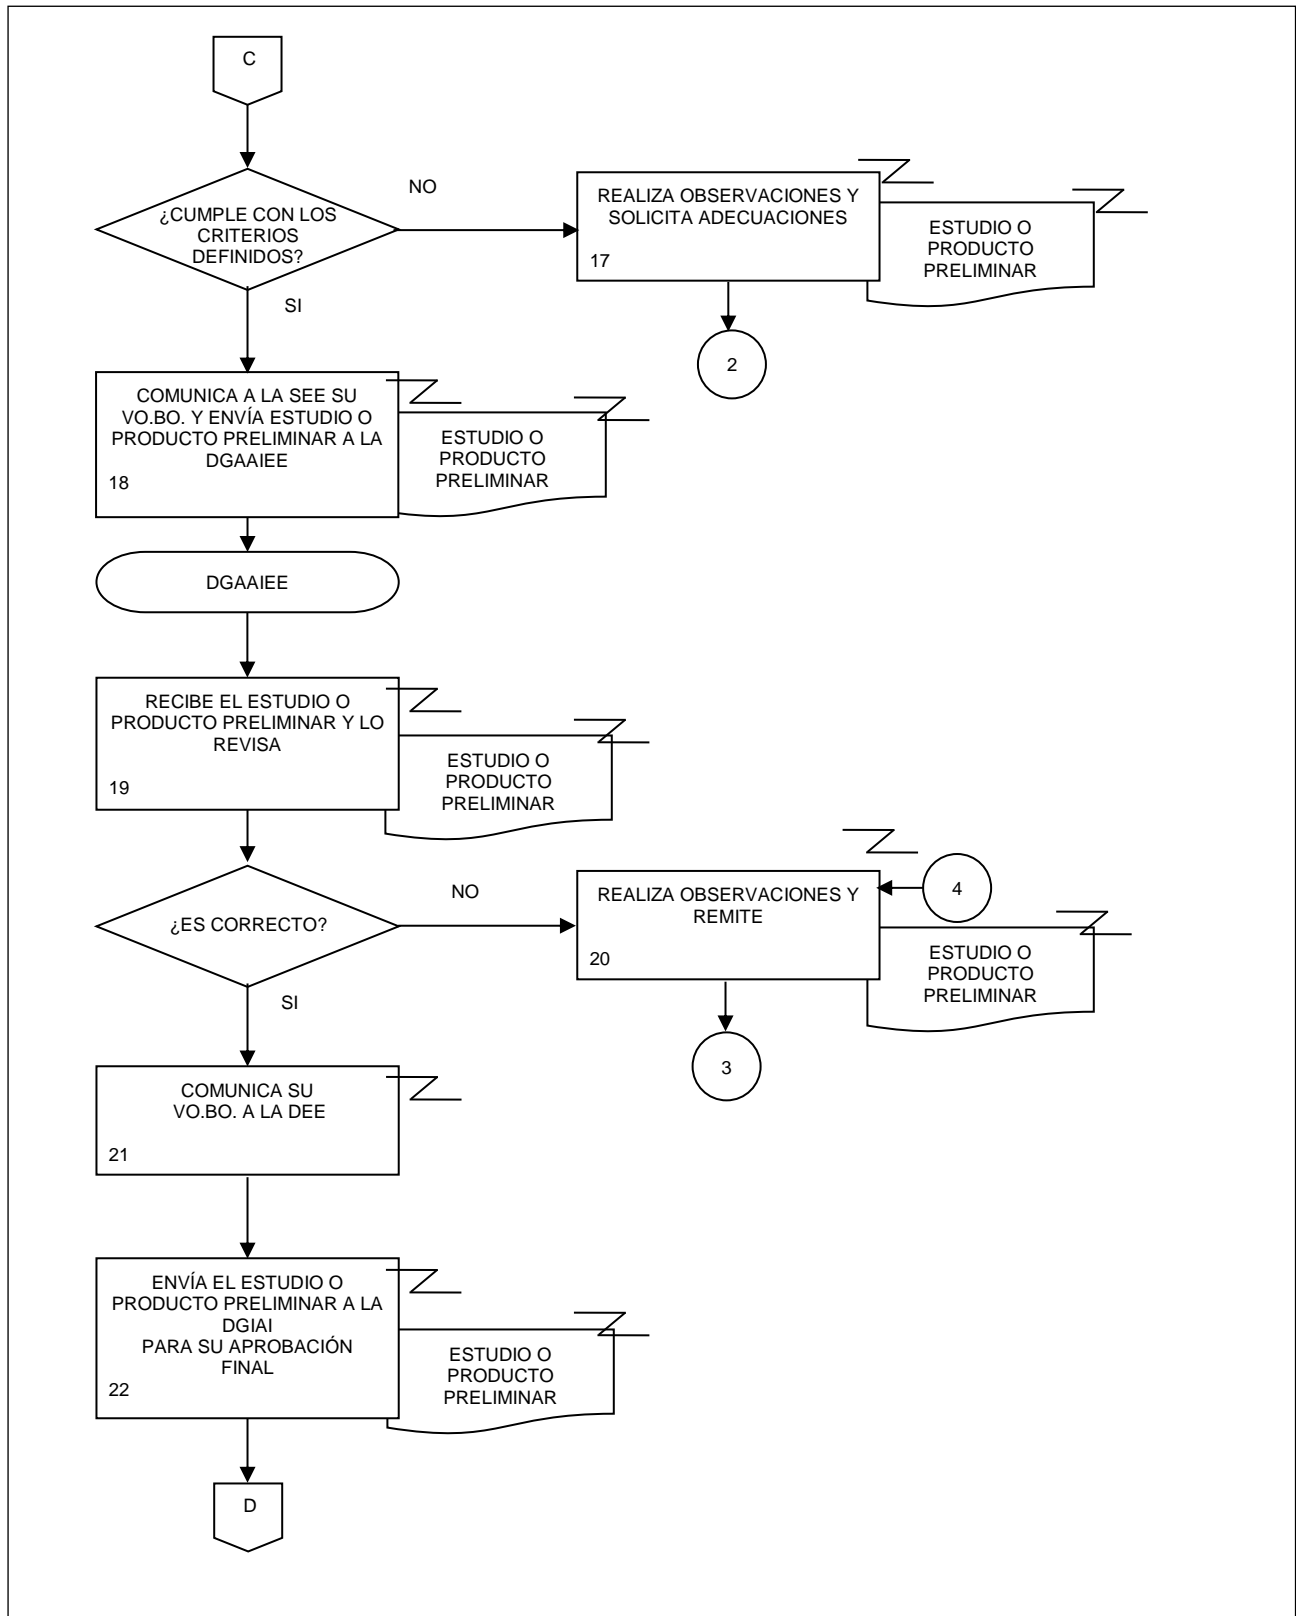 C
¿CUMPLE CON LOS
CRITERIOS
DEFINIDOS?
NO
SI
REALIZA OBSERVACIONES Y
SOLICITA ADECUACIONES
17
ESTUDIO O
PRODUCTO
PRELIMINAR
2
COMUNICA A LA SEE SU
VO.BO. Y ENVÍA ESTUDIO O
PRODUCTO PRELIMINAR A LA
DGAAIEE
18
ESTUDIO O
PRODUCTO
PRELIMINAR
DGAAIEE
RECIBE EL ESTUDIO O
PRODUCTO PRELIMINAR Y LO
REVISA
19
ESTUDIO O
PRODUCTO
PRELIMINAR
¿ES CORRECTO?
NO
SI
REALIZA OBSERVACIONES Y
REMITE
20
4
ESTUDIO O
PRODUCTO
PRELIMINAR
3
COMUNICA SU
VO.BO. A LA DEE
21
ENVÍA EL ESTUDIO O
PRODUCTO PRELIMINAR A LA
DGIAI
PARA SU APROBACIÓN
FINAL
22
ESTUDIO O
PRODUCTO
PRELIMINAR
D